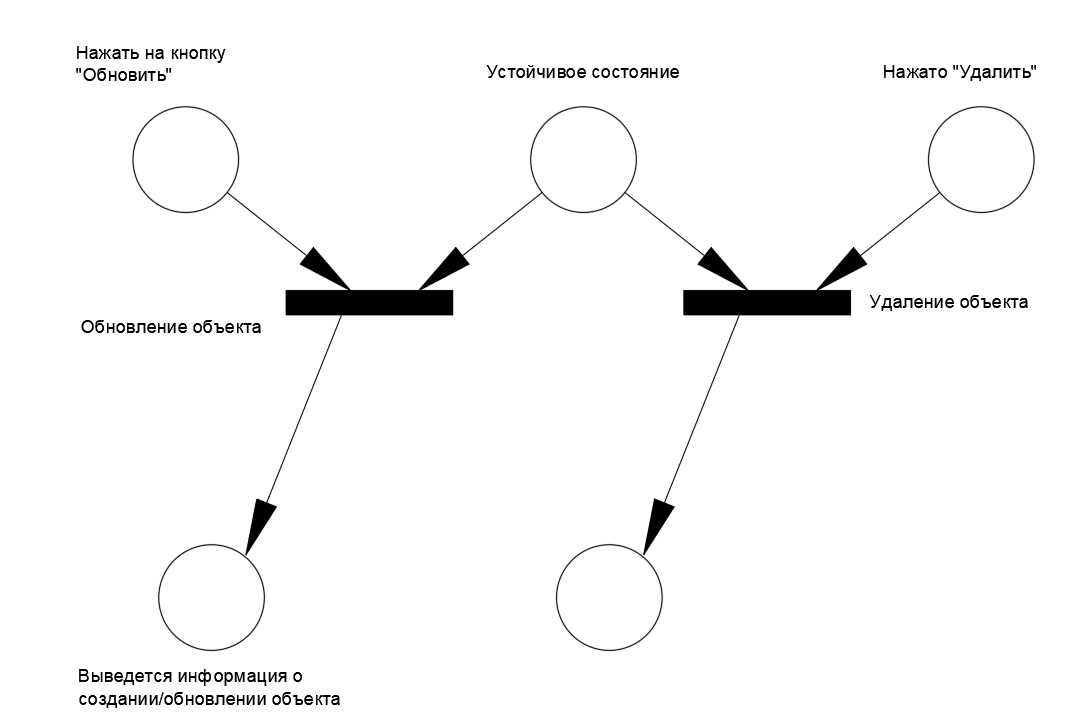 Нажать на кнопку
"Обновить"
Устойчивое состояние
Нажато "Удалить"
Обновление объекта
Удаление объекта
Выведется информация о
создании/обновлении объекта